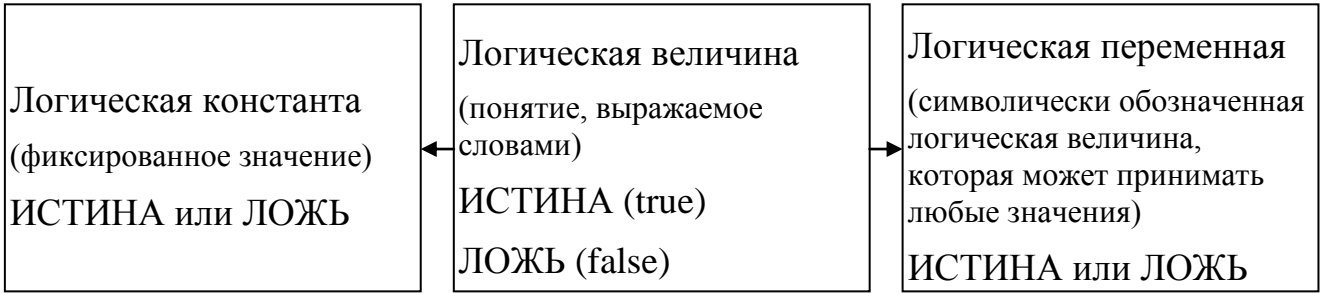 Логическая константа
(фиксированное значение)
ИСТИНА или ЛОЖЬ
Логическая величина
(понятие, выражаемое
словами)
ИСТИНА (true)
ЛОЖЬ (false)
Логическая переменная
(символически обозначенная
логическая величина,
которая может принимать
любые значения)
ИСТИНА или ЛОЖЬ